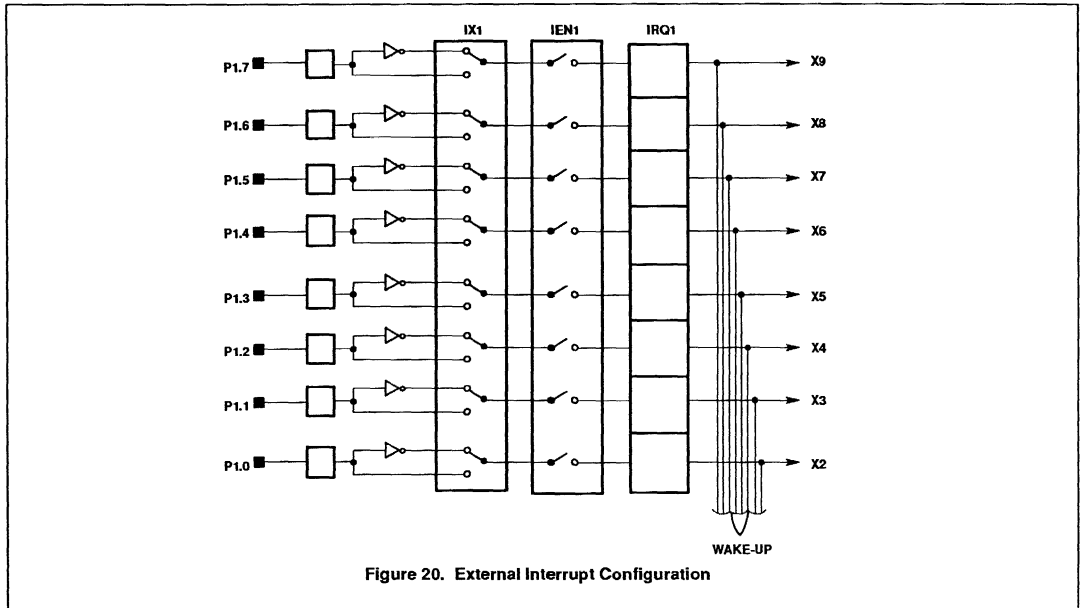 IX1 IEN1 IRQ1
P1.7 X9
P1.6 X8
P1.5 X7
P1.4 X6
P1.3 X5
P1.2 X4
P1.1 X3
P1.0 X2
WAKE-UP
Figure 20. External Interrupt Configuration